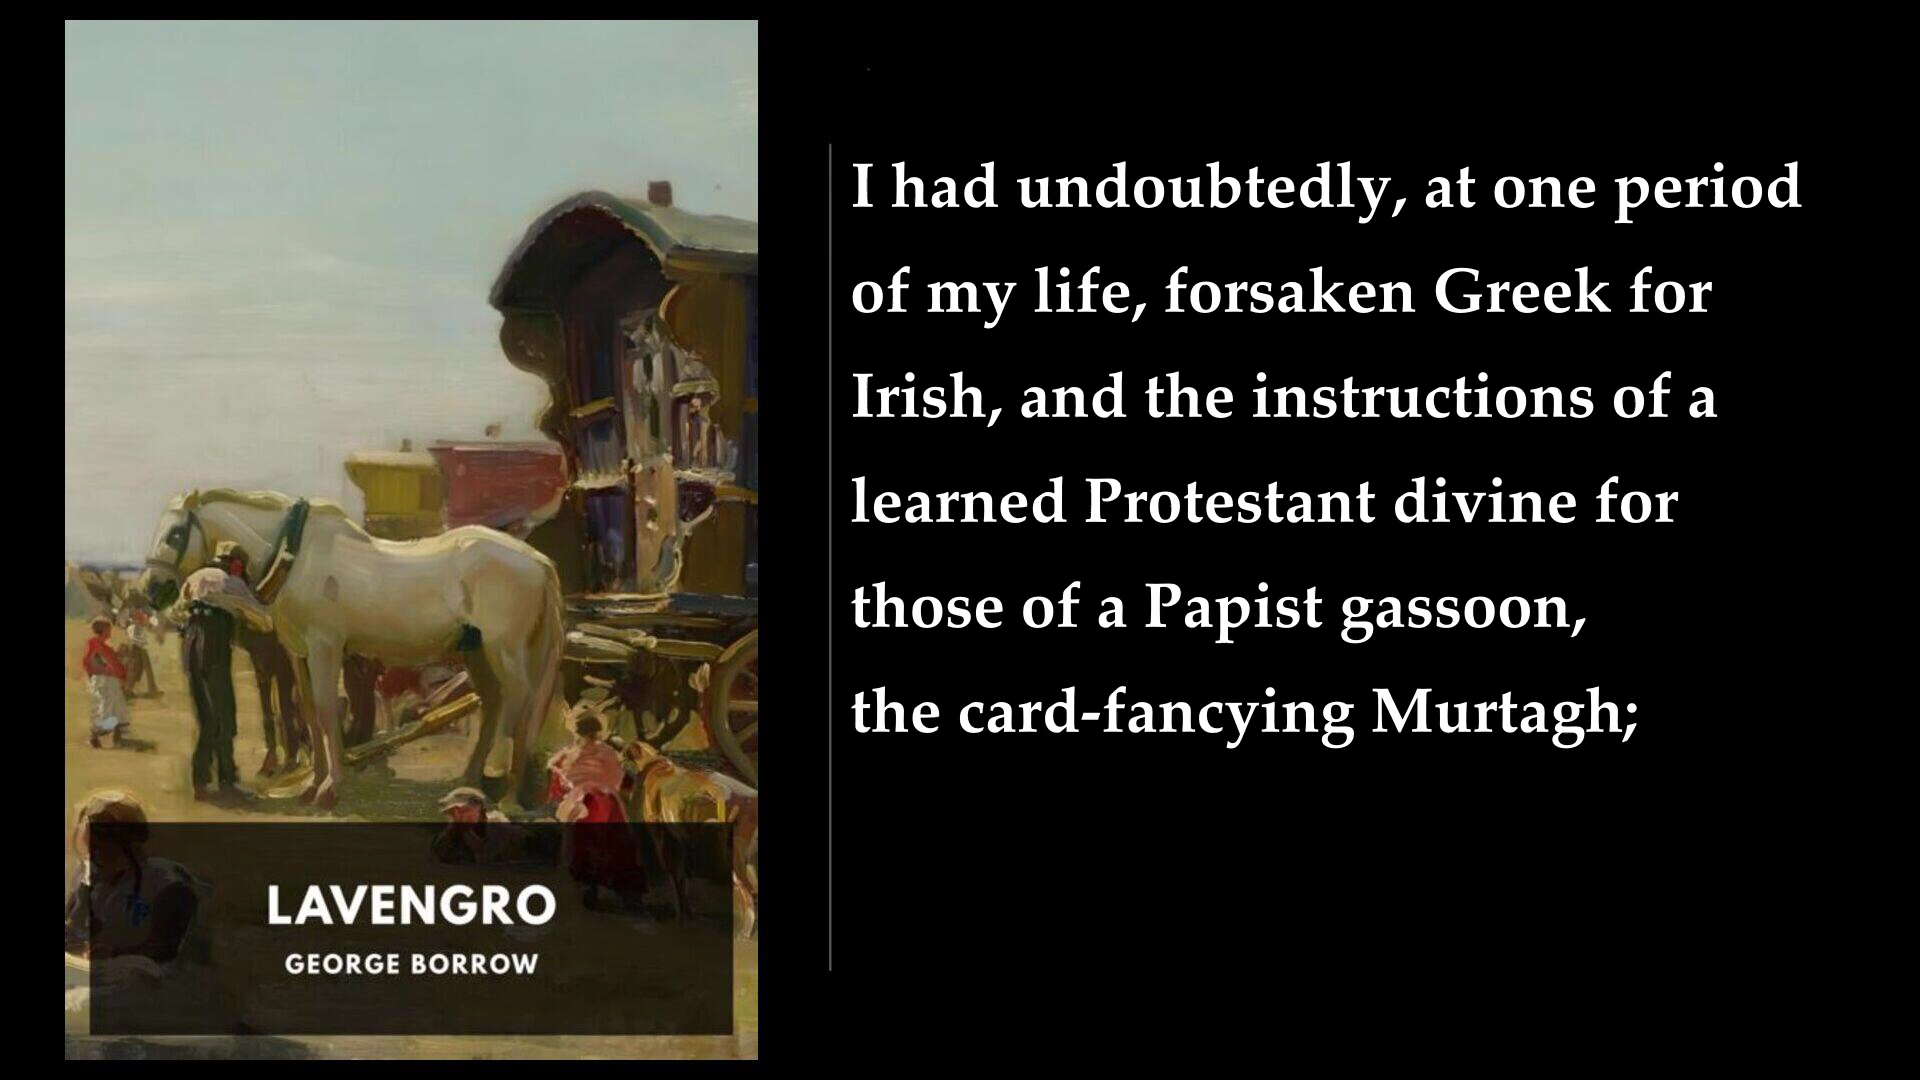 I had undoubtedly, at one period
of my life, forsaken Greek for
Irish, and the instructions of a
learned Protestant divine for
those of a Papist gassoon,
the card-fancying Murtagh;
LAVENGRO
GEORGE BORROW